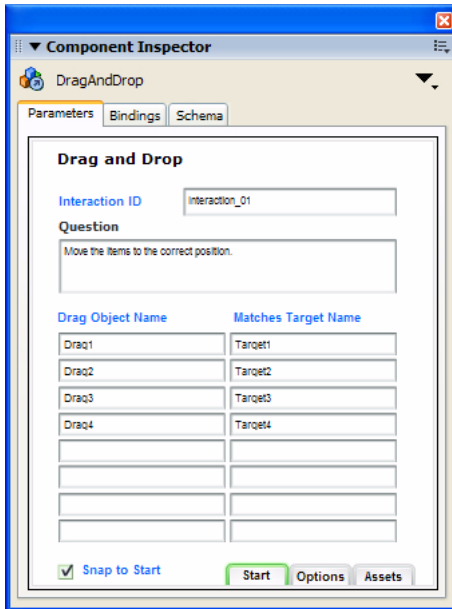 Component Inspector
DragAndDrop
Parameters Bindings Schema
Drag and Drop
Interaction ID Interaction_01
Question
Move the items to the correct position.
Drag Object Name Matches Target Name
Drag1 Target1
Drag2 Target2
Drag3 Target3
Drag4 Target4
Snap to Start Start Options Assets